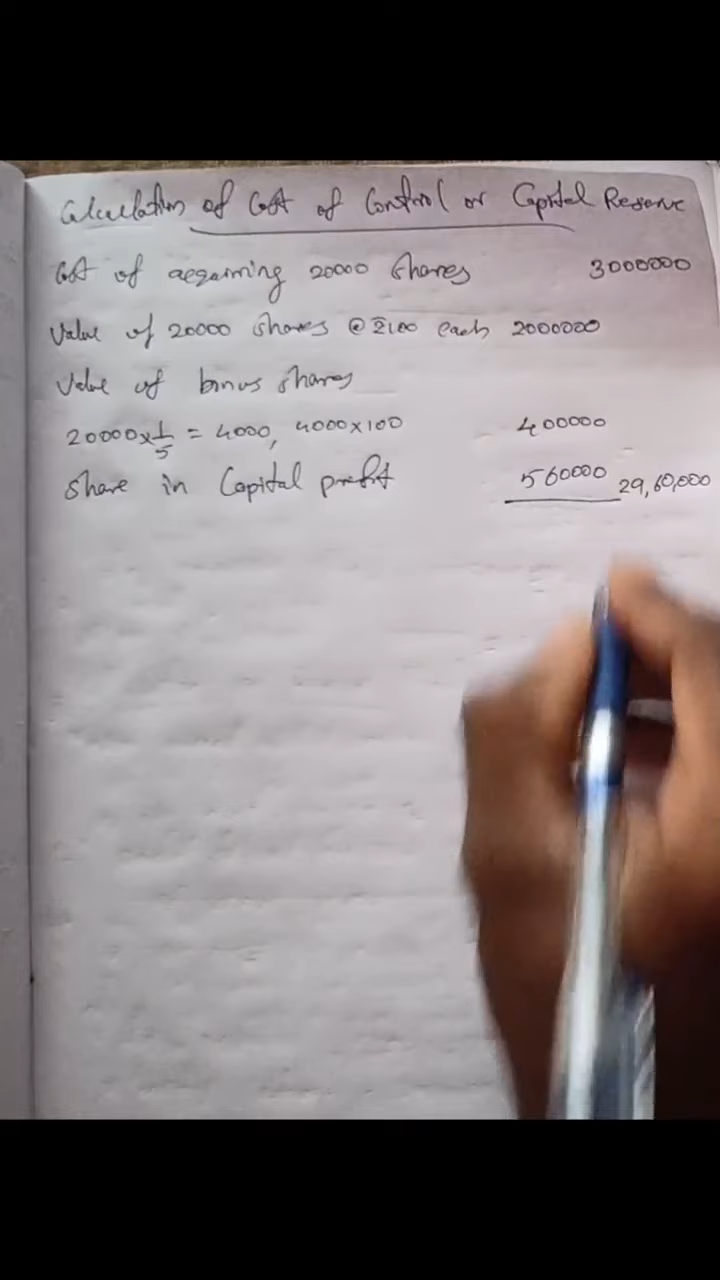 Calculation of Cost of Control or Capital Reserve
Cost of acquiring 20000 shares 3000000
Value of 20000 shares @ ₹100 each 2000000
Value of bonus shares
20000 x 1/5 = 4000, 4000 x 100 400000
Share in Capital profit 560000 29,60,000